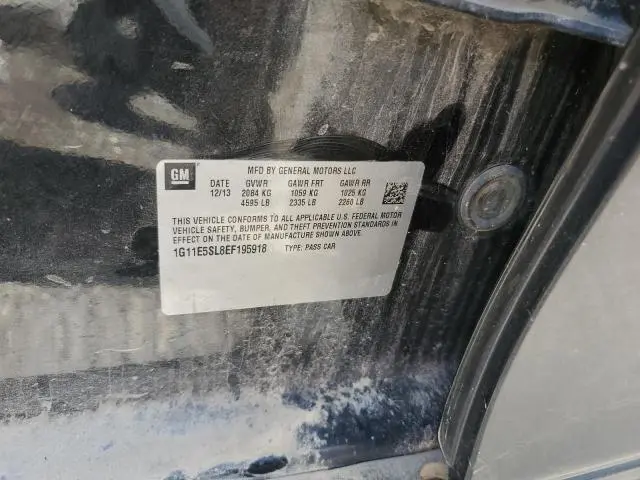 GM
MFD BY GENERAL MOTORS LLC
DATE GVWR GAWR FRT GAWR RR
12/13 2084 KG 1059 KG 1025 KG
4595 LB 2335 LB 2260 LB
THIS VEHICLE CONFORMS TO ALL APPLICABLE U.S. FEDERAL MOTOR
VEHICLE SAFETY, BUMPER, AND THEFT PREVENTION STANDARDS IN
EFFECT ON THE DATE OF MANUFACTURE SHOWN ABOVE.
1G11E5SL8EF195918 TYPE: PASS CAR